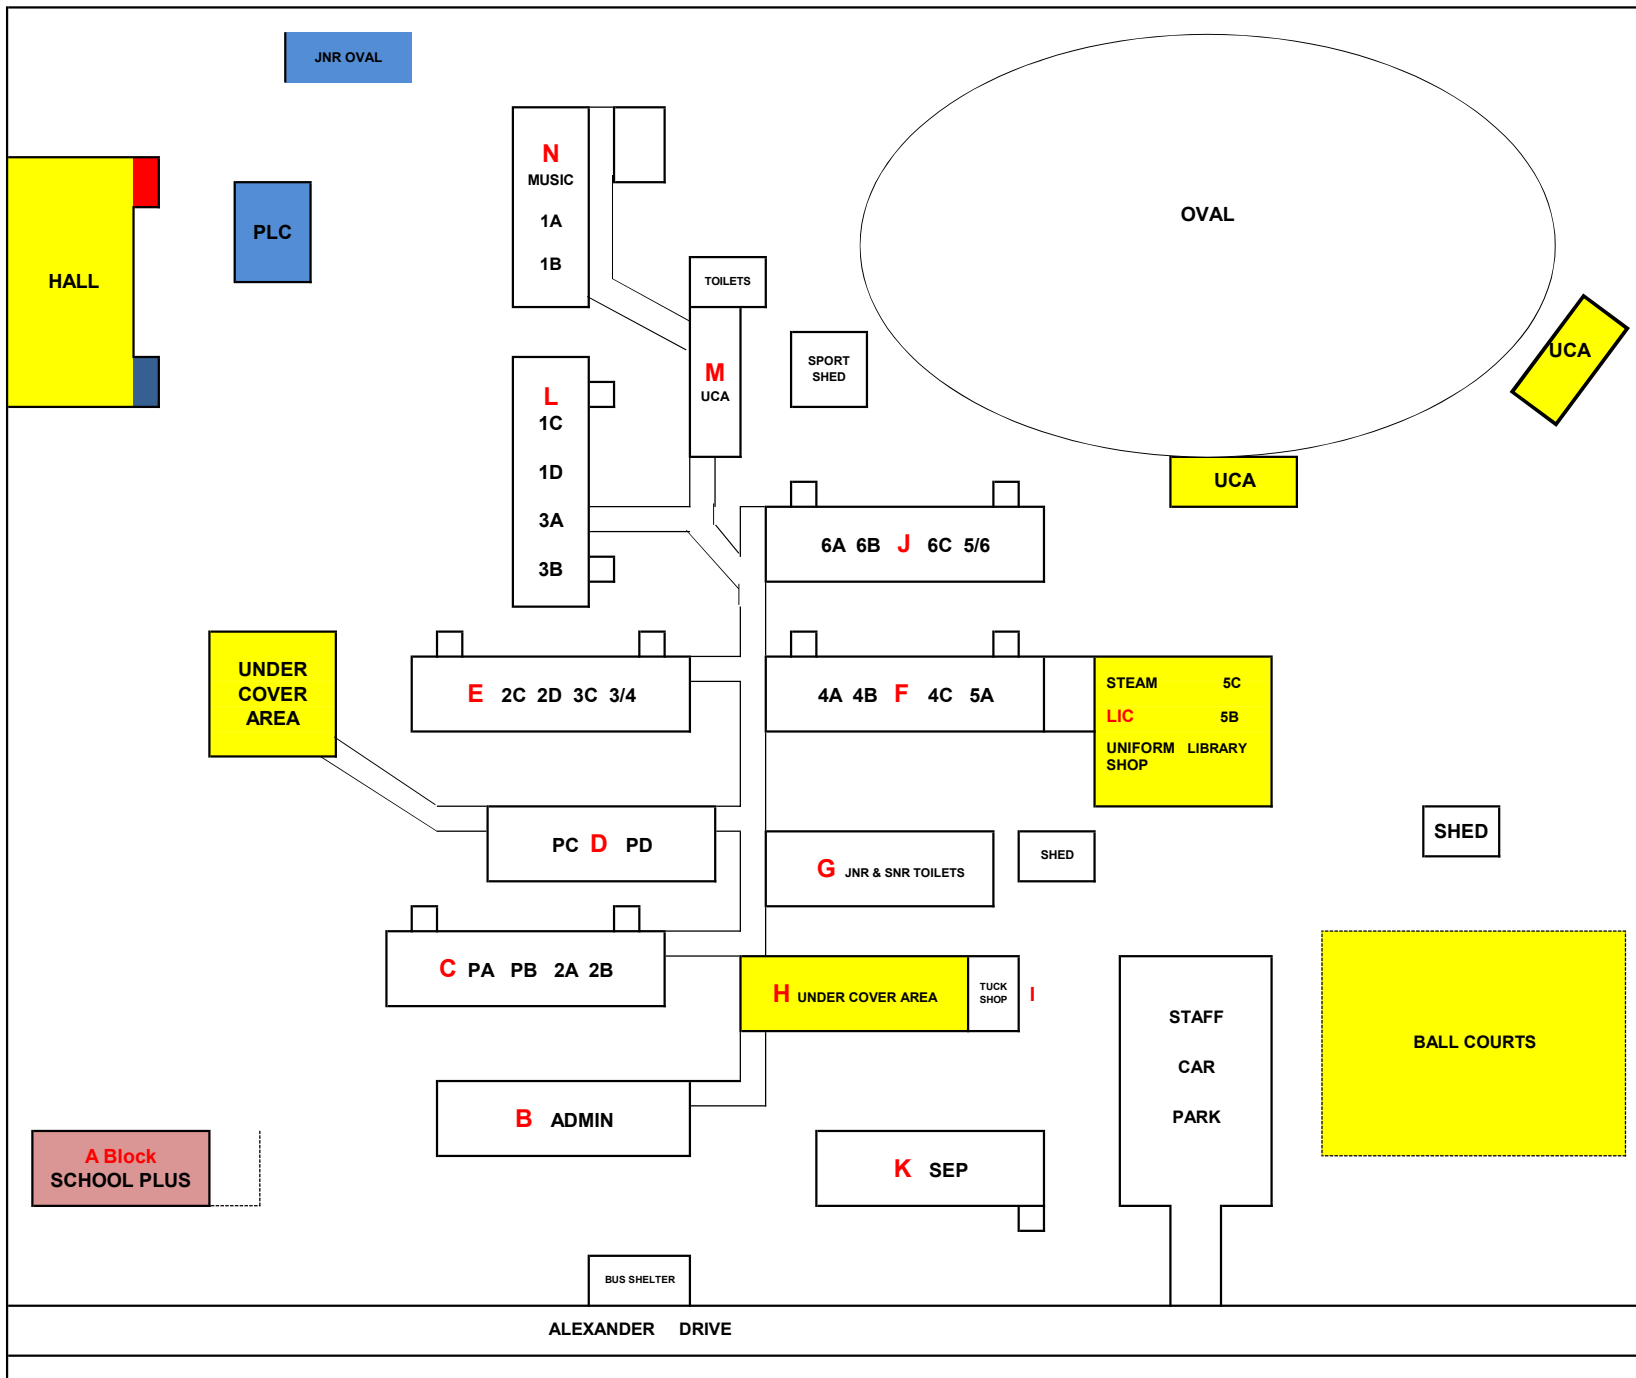 JNR OVAL
N
MUSIC
1A
1B
PLC
HALL
OVAL
TOILETS
M
UCA
SPORT
SHED
UCA
UCA
L
1C
1D
3A
3B
6A 6B J 6C 5/6
UNDER
COVER
AREA
E 2C 2D 3C 3/4
4A 4B F 4C 5A
STEAM 5C
LIC 5B
UNIFORM LIBRARY
SHOP
PC D PD
G JNR & SNR TOILETS
SHED
SHED
C PA PB 2A 2B
H UNDER COVER AREA
TUCK
SHOP
I
STAFF
CAR
PARK
BALL COURTS
B ADMIN
A Block
SCHOOL PLUS
K SEP
BUS SHELTER
ALEXANDER DRIVE